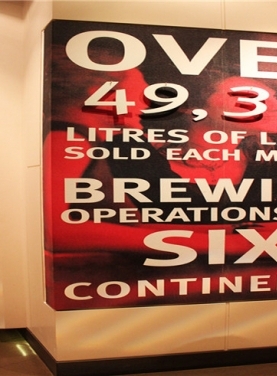 OVE
49,3
LITRES OF L
SOLD EACH M
BREWI
OPERATIONS
SIX
CONTINE